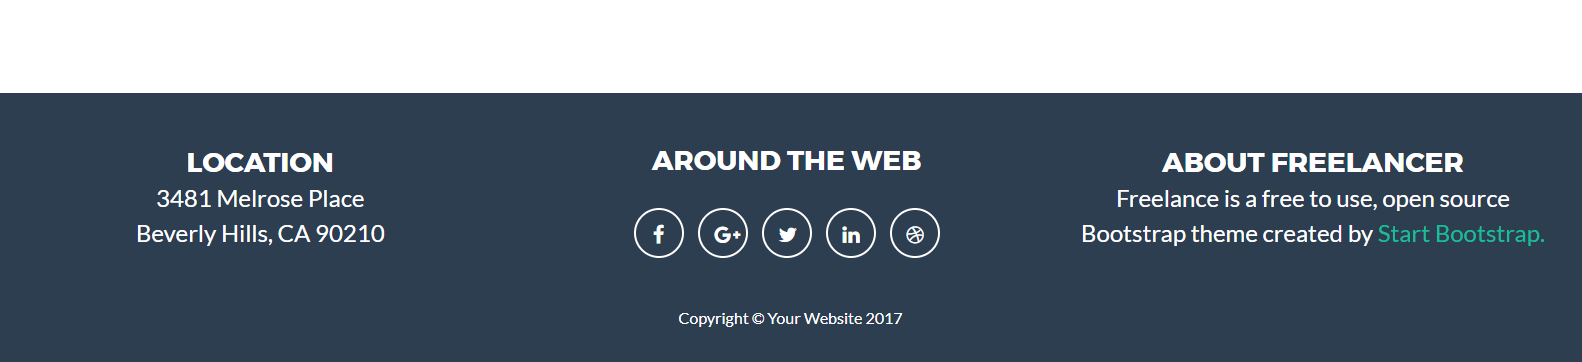 LOCATION
3481 Melrose Place
Beverly Hills, CA 90210
AROUND THE WEB
ABOUT FREELANCER
Freelance is a free to use, open source
Bootstrap theme created by Start Bootstrap.
Copyright © Your Website 2017